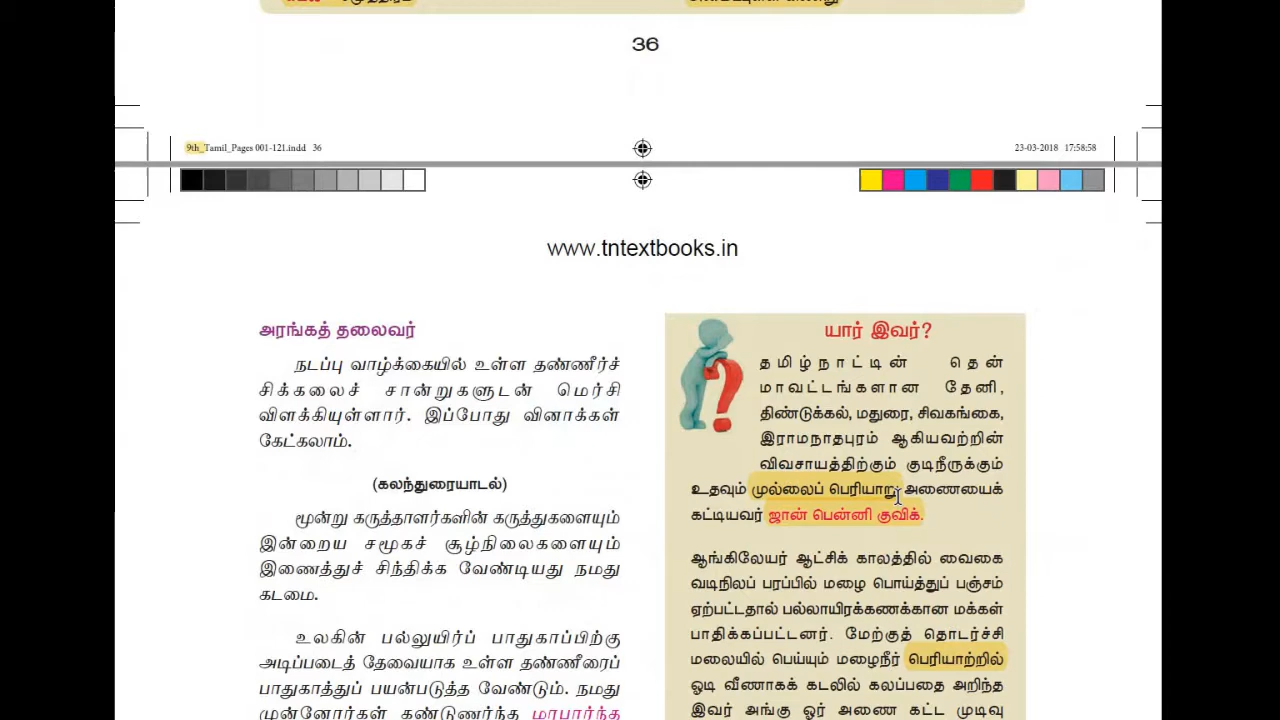 36
9th_Tamil_Pages 001-121.indd 36
23-03-2018 17:58:58
www.tntextbooks.in
அரங்கத் தலைவர்
நடப்பு வாழ்க்கையில் உள்ள தண்ணீர்ச்
சிக்கலைச் சான்றுகளுடன் மெர்சி
விளக்கியுள்ளார். இப்போது வினாக்கள்
கேட்கலாம்.
(கலந்துரையாடல்)
மூன்று கருத்தாளர்களின் கருத்துகளையும்
இன்றைய சமூகச் சூழ்நிலைகளையும்
இணைத்துச் சிந்திக்க வேண்டியது நமது
கடமை.
உலகின் பல்லுயிர்ப் பாதுகாப்பிற்கு
அடிப்படைத் தேவையாக உள்ள தண்ணீரைப்
பாதுகாத்துப் பயன்படுத்த வேண்டும். நமது
முன்னோர்கள் கண்டுணர்ந்த மரபார்ந்த
யார் இவர்?
தமிழ்நாட்டின் தென்
மாவட்டங்களான தேனி,
திண்டுக்கல், மதுரை, சிவகங்கை,
இராமநாதபுரம் ஆகியவற்றின்
விவசாயத்திற்கும் குடிநீருக்கும்
உதவும் முல்லைப் பெரியாறு அணையைக்
கட்டியவர் ஜான் பென்னி குவிக்.
ஆங்கிலேயர் ஆட்சிக் காலத்தில் வைகை
வடிநிலப் பரப்பில் மழை பொய்த்துப் பஞ்சம்
ஏற்பட்டதால் பல்லாயிரக்கணக்கான மக்கள்
பாதிக்கப்பட்டனர். மேற்குத் தொடர்ச்சி
மலையில் பெய்யும் மழைநீர் பெரியாற்றில்
ஓடி வீணாகக் கடலில் கலப்பதை அறிந்த
இவர் அங்கு ஓர் அணை கட்ட முடிவு